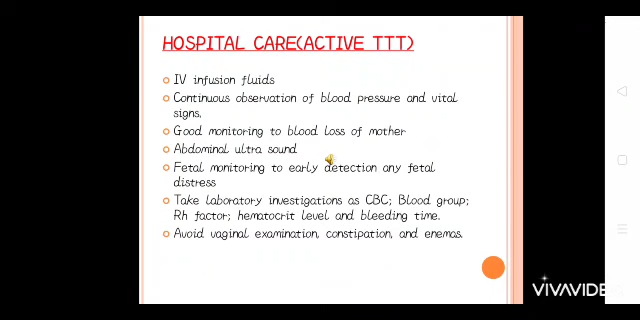 HOSPITAL CARE(ACTIVE TTT)
IV infusion fluids
Continuous observation of blood pressure and vital
signs.
Good monitoring to blood loss of mother
Abdominal ultra sound
Fetal monitoring to early detection any fetal
distress
Take laboratory investigations as CBC; Blood group;
Rh factor; hematocrit level and bleeding time.
Avoid vaginal examination, constipation, and enemas.